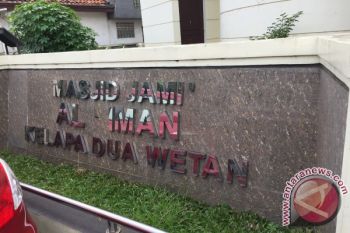 MASJID JAMI'
AL IMAN
KELAPA DUA WETAN
antaranews.com